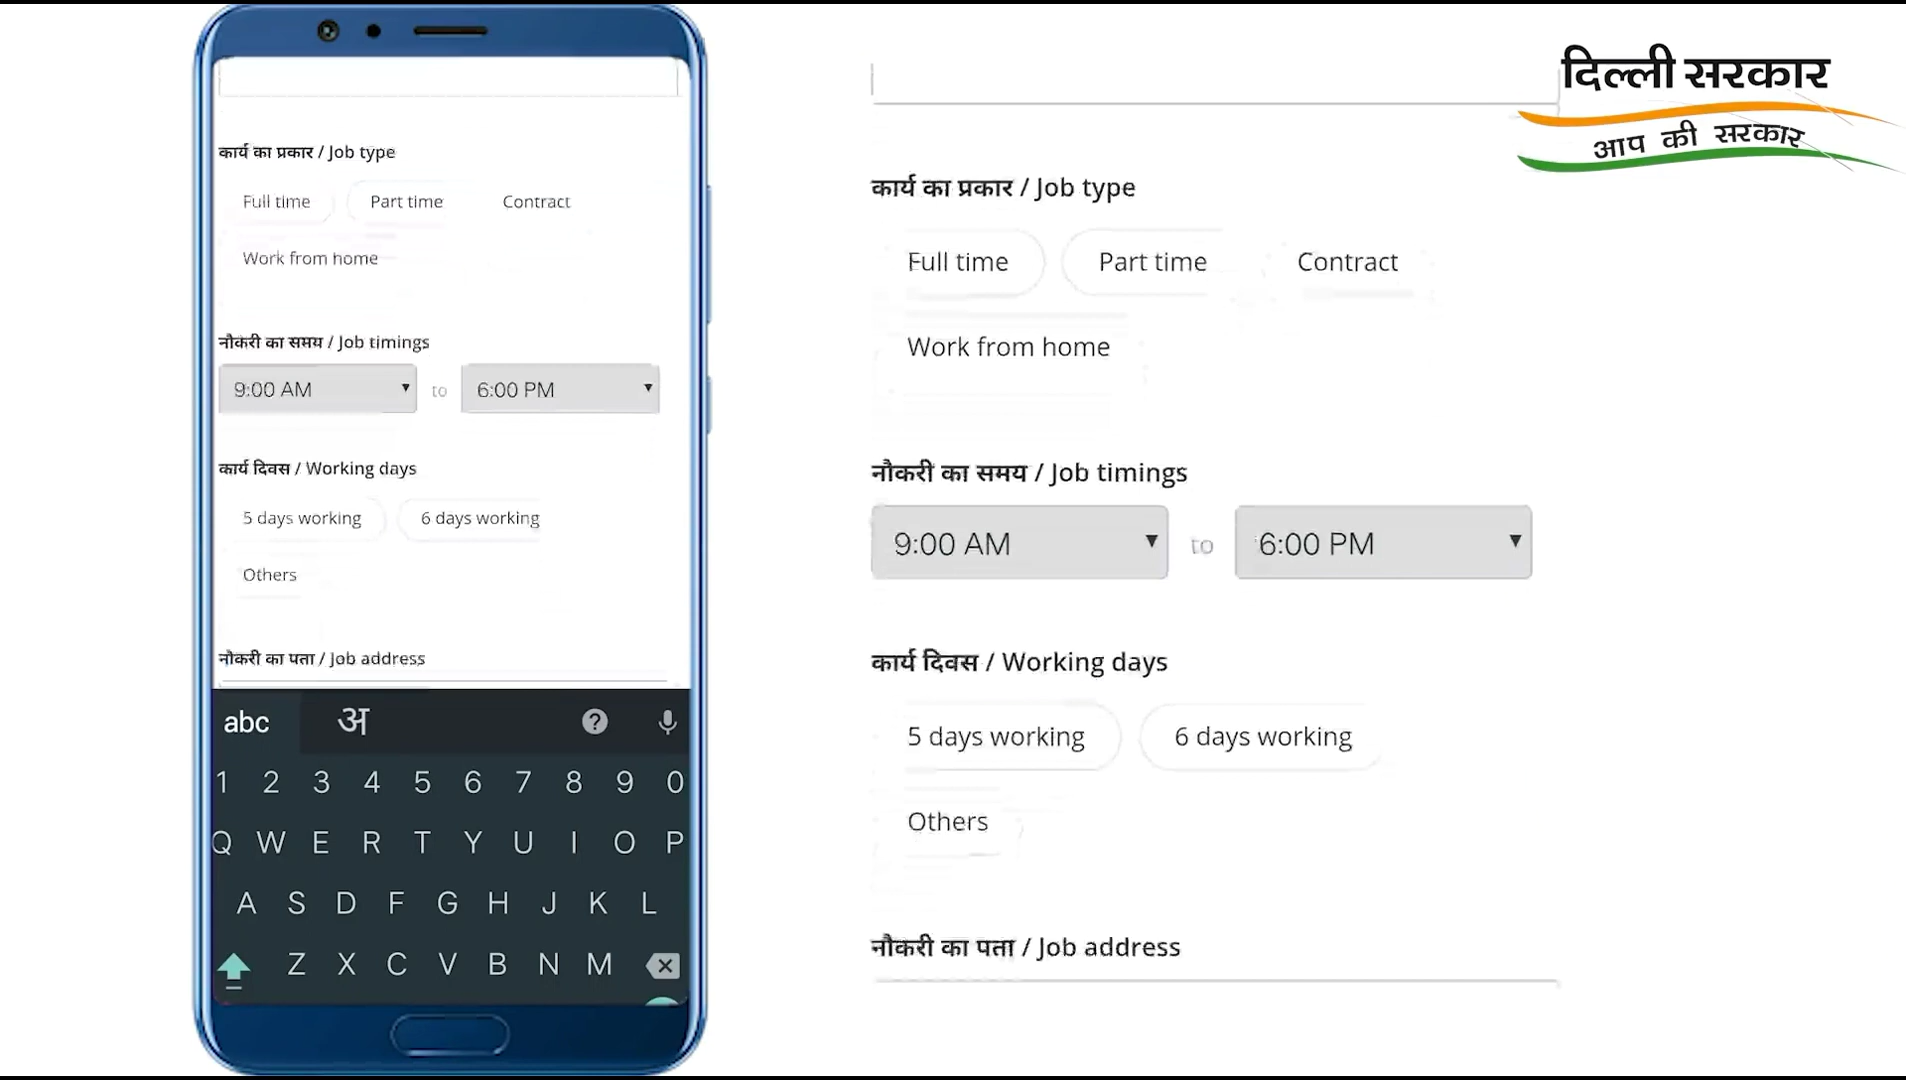 कार्य का प्रकार / Job type
Full time
Part time
Contract
Work from home
नौकरी का समय / Job timings
9:00 AM
to
6:00 PM
कार्य दिवस / Working days
5 days working
6 days working
Others
नौकरी का पता / Job address
abc
अ
?
1 2 3 4 5 6 7 8 9 0
Q W E R T Y U I O P
A S D F G H J K L
Z X C V B N M
दिल्ली सरकार
आप की सरकार
कार्य का प्रकार / Job type
Full time
Part time
Contract
Work from home
नौकरी का समय / Job timings
9:00 AM
to
6:00 PM
कार्य दिवस / Working days
5 days working
6 days working
Others
नौकरी का पता / Job address